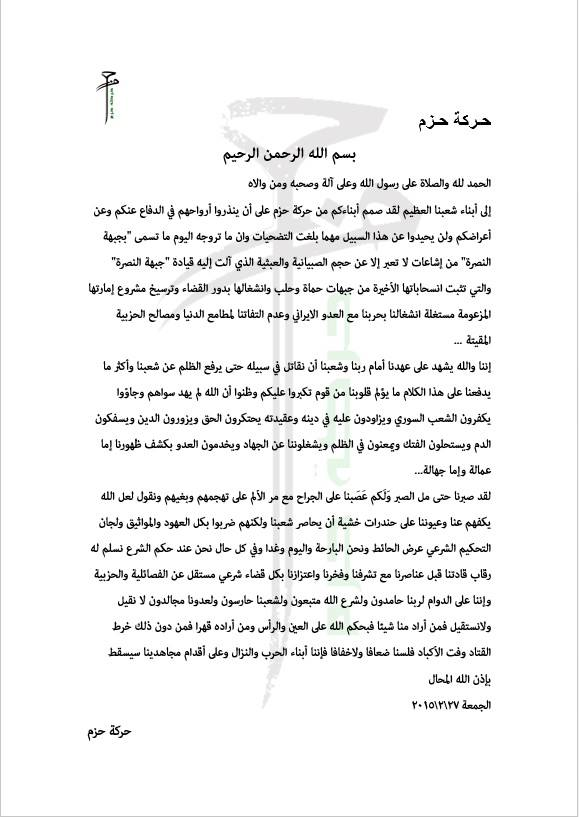 حركة حزم
بسم الله الرحمن الرحيم
الحمد لله والصلاة على رسول الله وعلى آلة وصحبه ومن والاه
إلى أبناء شعبنا العظيم لقد صمم أبناءكم من حركة حزم على أن ينذروا أرواحهم في الدفاع عنكم وعن
أعراضكم ولن يحيدوا عن هذا السبيل مهما بلغت التضحيات وان ما تروجه اليوم ما تسمى "بجبهة
النصرة" من إشاعات لا تعبر إلا عن حجم الصبيانية والعبثية الذي آلت إليه قيادة "جبهة النصرة"
والتي تثبت انسحاباتها الأخيرة من جبهات حماة وحلب وانشغالها بدور القضاء وترسيخ مشروع إمارتها
المزعومة مستغلة انشغالنا بحربنا مع العدو الايراني وعدم التفاتنا لمطامع الدنيا ومصالح الحزبية
المقيتة ...
إننا والله يشهد على عهدنا أمام ربنا وشعبنا أن نقاتل في سبيله حتى يرفع الظلم عن شعبنا وأكثر ما
يدفعنا على هذا الكلام ما يؤلم قلوبنا من قوم تكبروا عليكم وظنوا أن الله لم يهد سواهم وجاؤوا
يكفرون الشعب السوري ويزاودون عليه في دينه وعقيدته يحتكرون الحق ويزورون الدين ويسفكون
الدم ويستحلون الفتك ويمعنون في الظلم ويشغلوننا عن الجهاد ويخدمون العدو بكشف ظهورنا إما
عمالة وإما جهالة...
لقد صبرنا حتى مل الصبر وَلَكم عَصَبنا على الجراح مع مر الألم على تهجمهم وبغيهم ونقول لعل الله
يكفهم عنا وعيوننا على حندرات خشية أن يحاصر شعبنا ولكنهم ضربوا بكل العهود والمواثيق ولجان
التحكيم الشرعي عرض الحائط ونحن البارحة واليوم وغدا وفي كل حال نحن عند حكم الشرع نسلم له
رقاب قادتنا قبل عناصرنا مع تشرفنا وفخرنا واعتزازنا بكل قضاء شرعي مستقل عن الفصائلية والحزبية
وإننا على الدوام لربنا حامدون ولشرع الله متبعون ولشعبنا حارسون ولعدونا مجالدون لا نقيل
ولانستقيل فمن أراد منا شيئا فبحكم الله على العين والرأس ومن أراده قهرا فمن دون ذلك خرط
القتاد وفت الأكباد فلسنا ضعافا ولاخفافا فإننا أبناء الحرب والنزال وعلى أقدام مجاهدينا سيسقط
بإذن الله المحال
الجمعة ٢٠١٥\٢\٢٧
حركة حزم